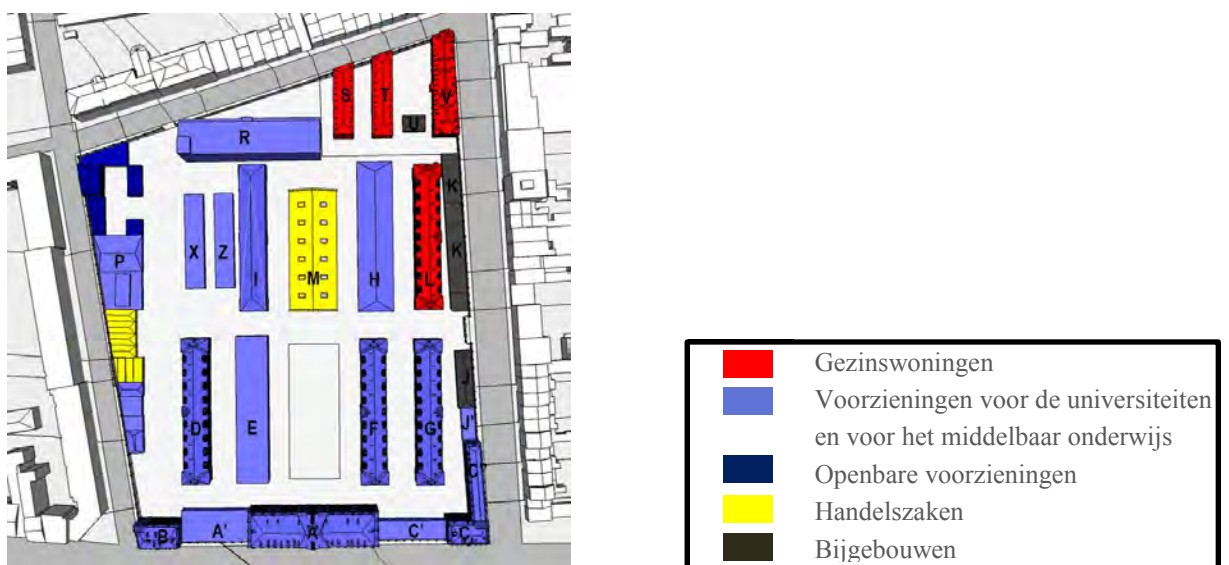 S
T
V
U
R
K
P
X
Z
I
M
H
L
K
D
E
F
G
J
J'
C'
B
A'
A
C'
C
Gezinswoningen
Voorzieningen voor de universiteiten
en voor het middelbaar onderwijs
Openbare voorzieningen
Handelszaken
Bijgebouwen